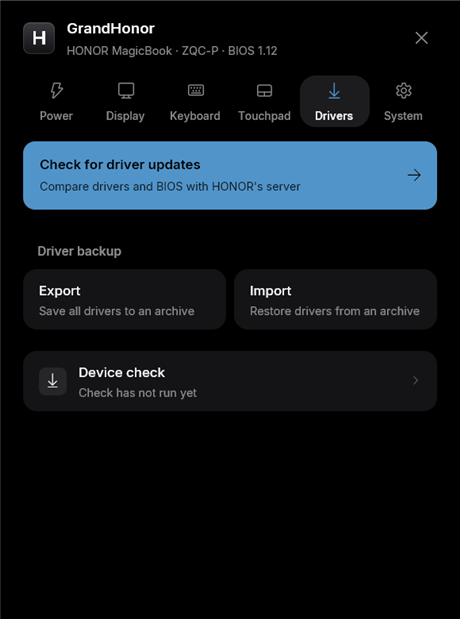 H
GrandHonor
HONOR MagicBook · ZQC-P · BIOS 1.12
Power
Display
Keyboard
Touchpad
Drivers
System
Check for driver updates
Compare drivers and BIOS with HONOR's server
Driver backup
Export
Save all drivers to an archive
Import
Restore drivers from an archive
Device check
Check has not run yet